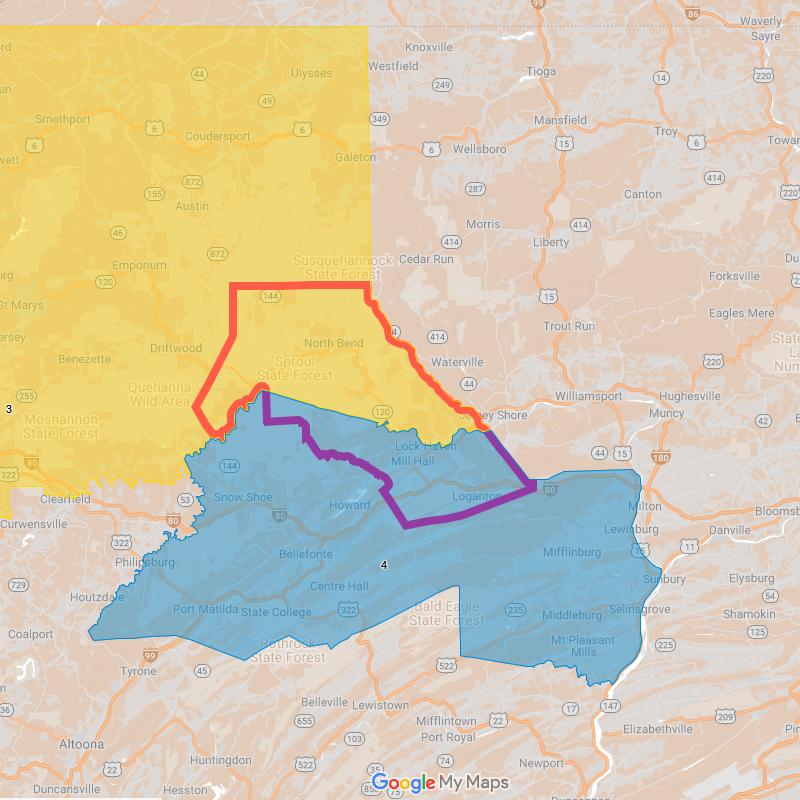 Knoxville
99
86
Waverly
Sayre
Westfield
44
Ulysses
Tioga
249
14
220
49
Smethport
6
Coudersport
6
349
Mansfield
Troy
6
Galeton
6
Wellsboro
15
6
Towar
872
155
Austin
287
414
Canton
46
872
Morris
414
414
Liberty
Susquehannock
State Forest
Cedar Run
Emporium
120
144
15
Forksville
St Marys
Eagles Mere
414
Trout Run
Driftwood
North Bend
Benezette
Sproul
State Forest
Waterville
220
Quehanna
Wild Area
44
255
3
Moshannon
State Forest
120
Williamsport
Hughesville
Muncy
Lock Haven
Mill Hall
42
44
15
180
322
144
Clearfield
53
Snow Shoe
Howard
Loganton
80
Milton
80
Curwensville
80
Danville
Bloomsb
Lewisburg
322
Philipsburg
Bellefonte
4
Mifflinburg
15
11
729
Centre Hall
Sunbury
Elysburg
Houtzdale
54
Port Matilda
State College
322
Bald Eagle
State Forest
235
Middleburg
Selinsgrove
Shamokin
Coalport
99
Rothrock
State Forest
Mt Pleasant
Mills
225
125
Tyrone
45
522
36
Belleville
Lewistown
17
147
655
Mifflintown
209
Port Royal
Elizabethville
Altoona
103
22
Huntingdon
22
74
Newport
Duncansville
Hesston
Google My Maps